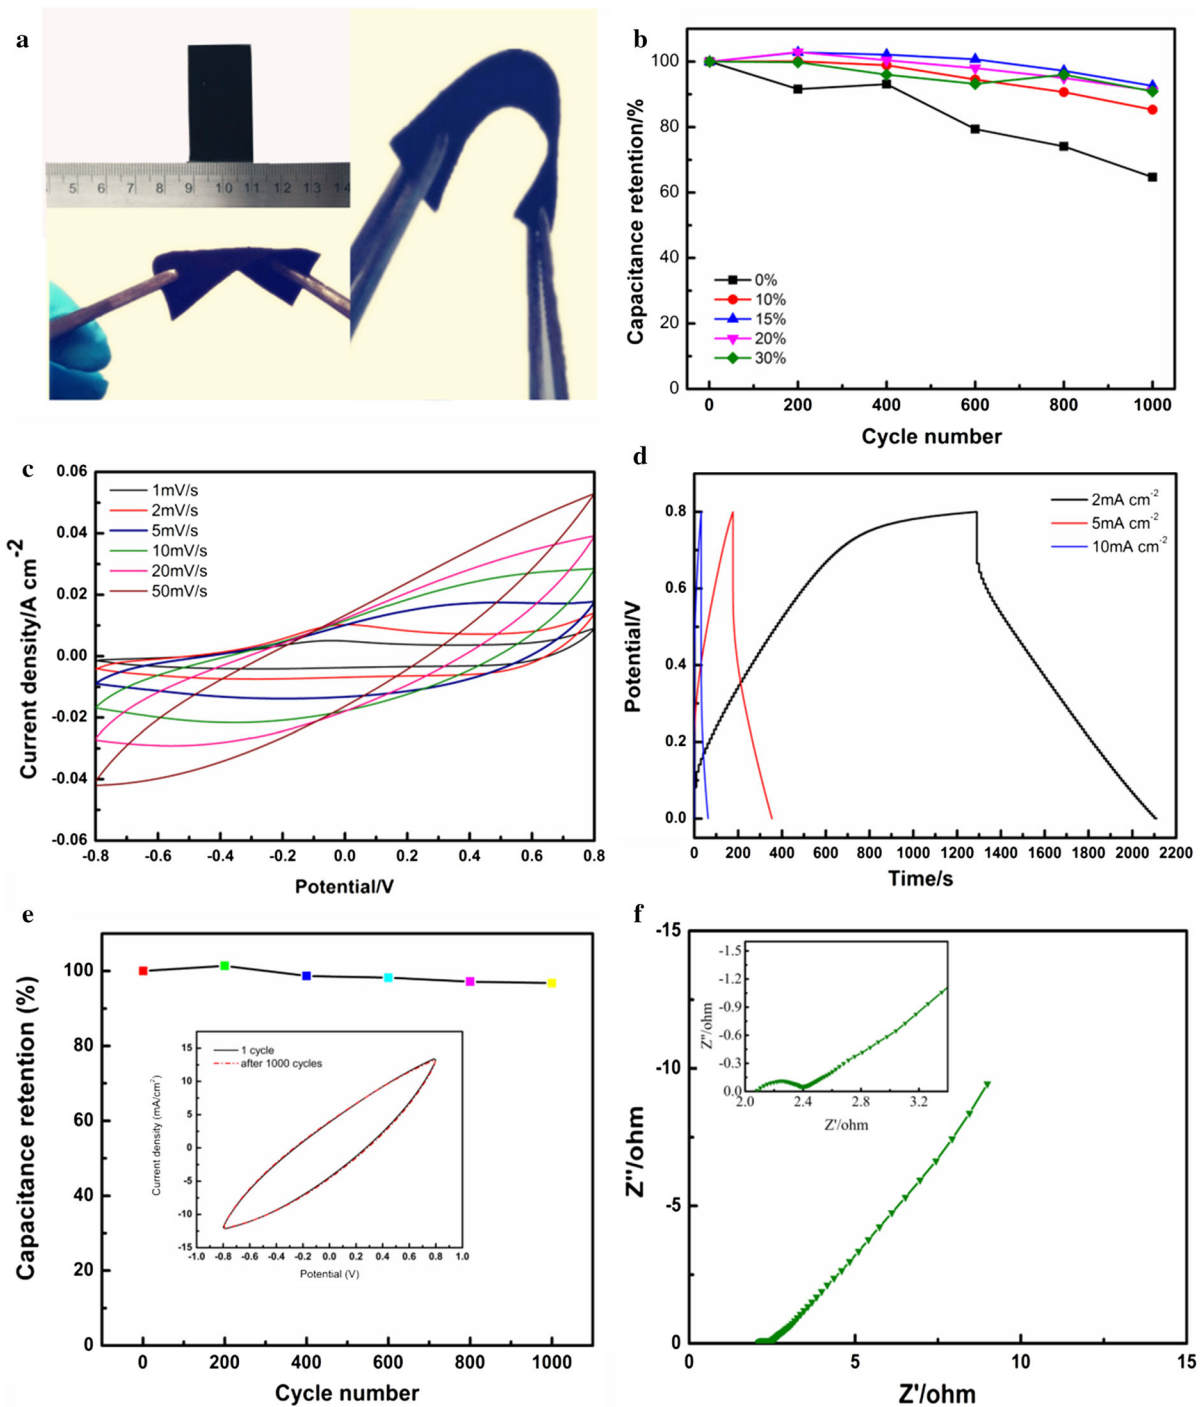 a
4 5 6 7 8 9 10 11 12 13 14
b
Capacitance retention/%
100
80
60
40
20
0
0%
10%
15%
20%
30%
0 200 400 600 800 1000
Cycle number
c
Current density/A cm-2
0.06
0.04
0.02
0.00
-0.02
-0.04
-0.06
1mV/s
2mV/s
5mV/s
10mV/s
20mV/s
50mV/s
-0.8 -0.6 -0.4 -0.2 0.0 0.2 0.4 0.6 0.8
Potential/V
d
Potential/V
0.8
0.6
0.4
0.2
0.0
2mA cm-2
5mA cm-2
10mA cm-2
0 200 400 600 800 1000 1200 1400 1600 1800 2000 2200
Time/s
e
Capacitance retention (%)
100
80
60
40
20
0
Current density (mA/cm2)
15
10
5
0
-5
-10
-15
1 cycle
after 1000 cycles
-1.0 -0.8 -0.6 -0.4 -0.2 0.0 0.2 0.4 0.6 0.8 1.0
Potential (V)
0 200 400 600 800 1000
Cycle number
f
Z''/ohm
-15
-10
-5
0
Z''/ohm
-1.5
-1.2
-0.9
-0.6
-0.3
0.0
2.0 2.4 2.8 3.2
Z'/ohm
0 5 10 15
Z'/ohm